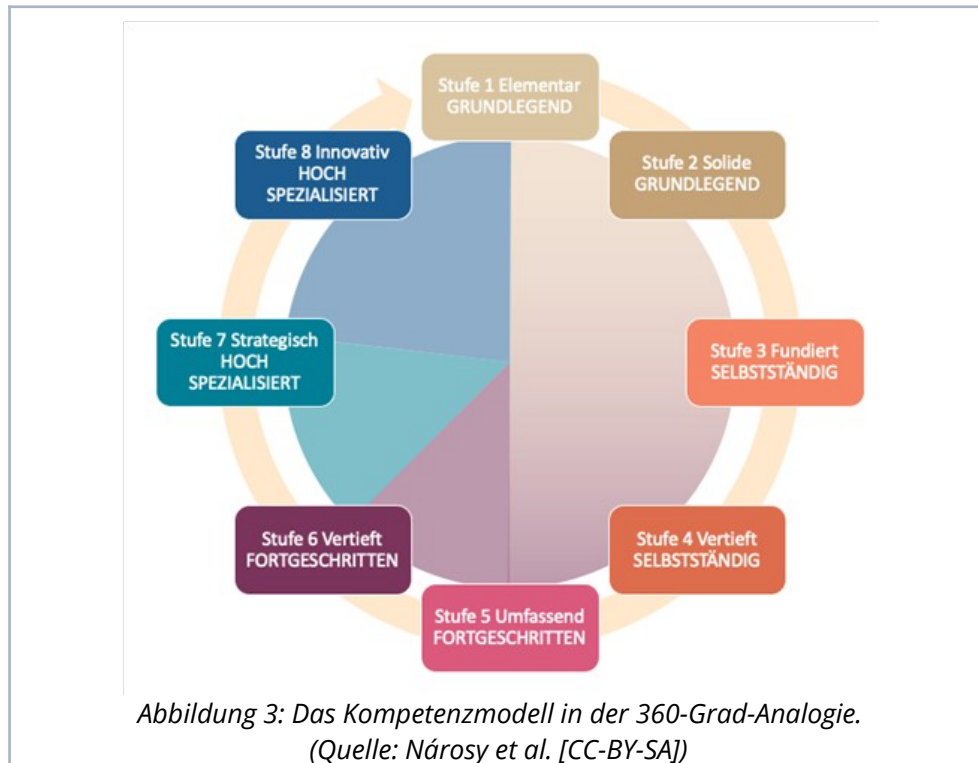 Stufe 1 Elementar
GRUNDLEGEND
Stufe 2 Solide
GRUNDLEGEND
Stufe 3 Fundiert
SELBSTSTÄNDIG
Stufe 4 Vertieft
SELBSTSTÄNDIG
Stufe 5 Umfassend
FORTGESCHRITTEN
Stufe 6 Vertieft
FORTGESCHRITTEN
Stufe 7 Strategisch
HOCH
SPEZIALISIERT
Stufe 8 Innovativ
HOCH
SPEZIALISIERT
Abbildung 3: Das Kompetenzmodell in der 360-Grad-Analogie.
(Quelle: Nárosy et al. [CC-BY-SA])